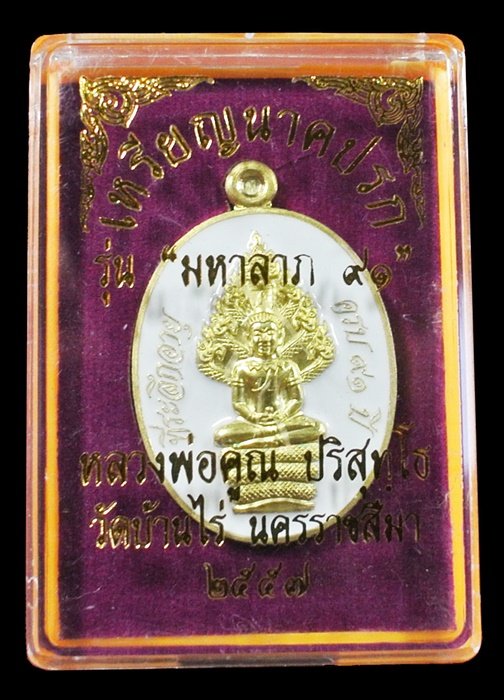 เหรียญนาคปรก
รุ่น “มหาลาภ ๙๑”
หลวงพ่อคูณ ปริสุทฺโธ
วัดบ้านไร่ นครราชสีมา
๒๕๕๗